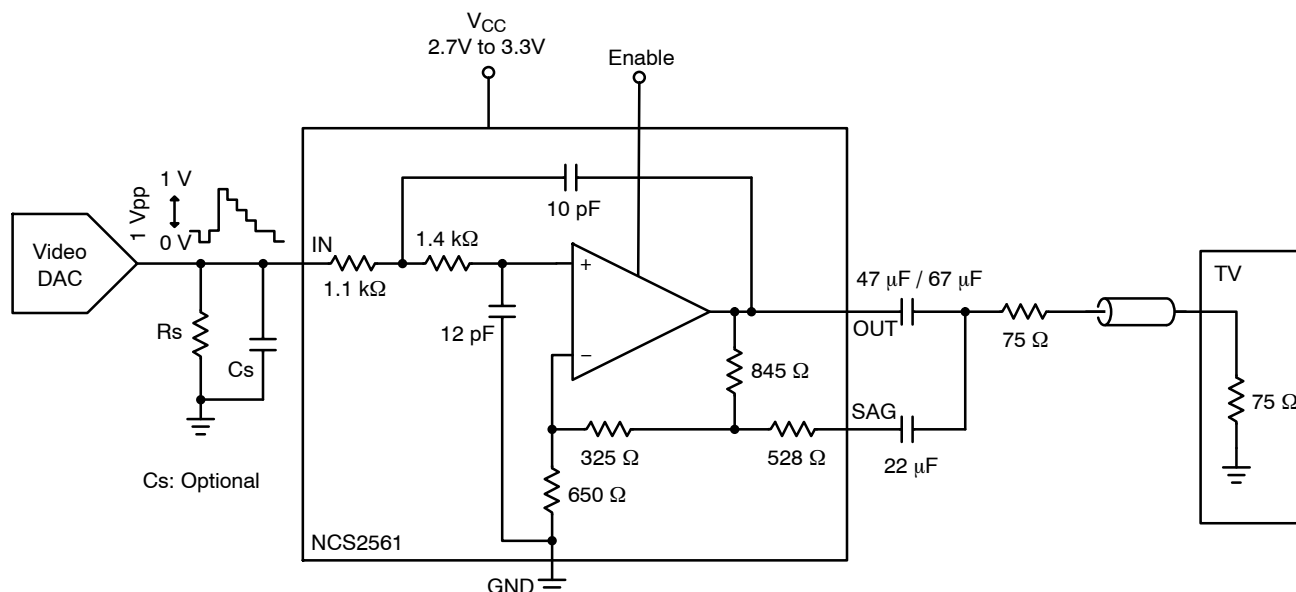 V_CC
2.7V to 3.3V
Enable
1 Vpp
1 V
0 V
Video
DAC
IN
1.1 kΩ
1.4 kΩ
10 pF
12 pF
+
−
Rs
Cs
Cs: Optional
845 Ω
325 Ω
528 Ω
650 Ω
NCS2561
GND
47 μF / 67 μF
OUT
SAG
22 μF
75 Ω
TV
75 Ω